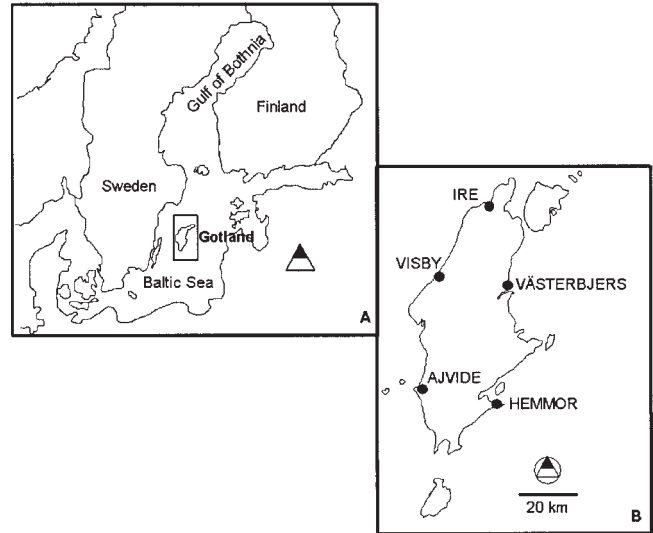 Gulf of Bothnia
Finland
Sweden
Gotland
Baltic Sea
A
IRE
VISBY
VÄSTERBJERS
AJVIDE
HEMMOR
20 km
B